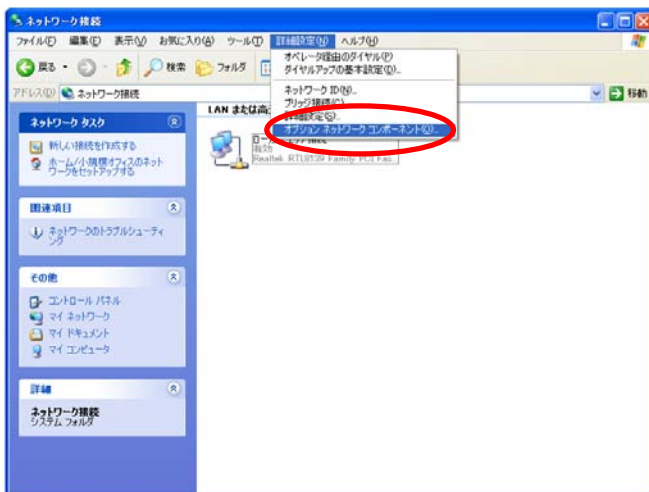 ネットワーク接続
ファイル(F) 編集(E) 表示(V) お気に入り(A) ツール(T) 詳細設定(N) ヘルプ(H)
戻る 検索 フォルダ
アドレス(D) ネットワーク接続 移動
オペレータ経由のダイヤル(P)
ダイヤルアップの基本設定(D)...
ネットワーク ID(N)...
ブリッジ接続(C)
詳細設定(S)...
オプション ネットワーク コンポーネント(O)...
ネットワーク タスク
新しい接続を作成する
ホーム/小規模オフィスのネット
ワークをセットアップする
関連項目
ネットワークのトラブルシューティ
ング
その他
コントロール パネル
マイ ネットワーク
マイ ドキュメント
マイ コンピュータ
詳細
ネットワーク接続
システム フォルダ
LAN または高
有効
Realtek RTL8139 Family PCI Fas...